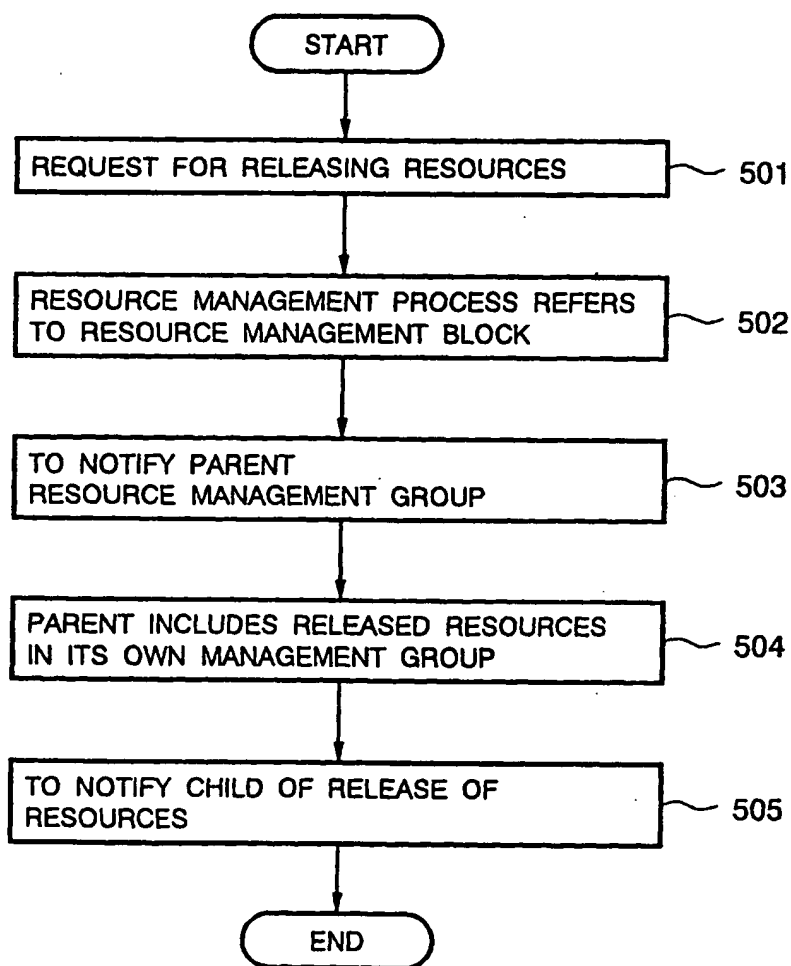 START
REQUEST FOR RELEASING RESOURCES
501
RESOURCE MANAGEMENT PROCESS REFERS
TO RESOURCE MANAGEMENT BLOCK
502
TO NOTIFY PARENT
RESOURCE MANAGEMENT GROUP
503
PARENT INCLUDES RELEASED RESOURCES
IN ITS OWN MANAGEMENT GROUP
504
TO NOTIFY CHILD OF RELEASE OF
RESOURCES
505
END